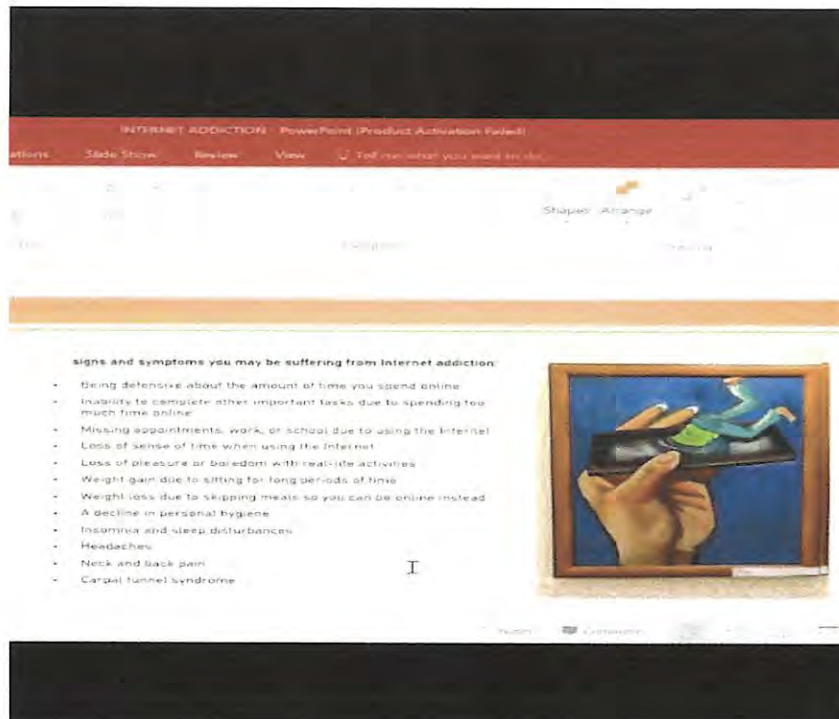 INTERNET ADDICTION - PowerPoint (Product Activation Failed)
ations Slide Show Review View Tell me what you want to do...
Shapes Arrange
Drawing
signs and symptoms you may be suffering from Internet addiction:
- Being defensive about the amount of time you spend online
- Inability to complete other important tasks due to spending too
much time online
- Missing appointments, work, or school due to using the Internet
- Loss of sense of time when using the Internet
- Loss of pleasure or boredom with real-life activities
- Weight gain due to sitting for long periods of time
- Weight loss due to skipping meals so you can be online instead
- A decline in personal hygiene
- Insomnia and sleep disturbances
- Headaches
- Neck and back pain
- Carpal tunnel syndrome
Notes Comments